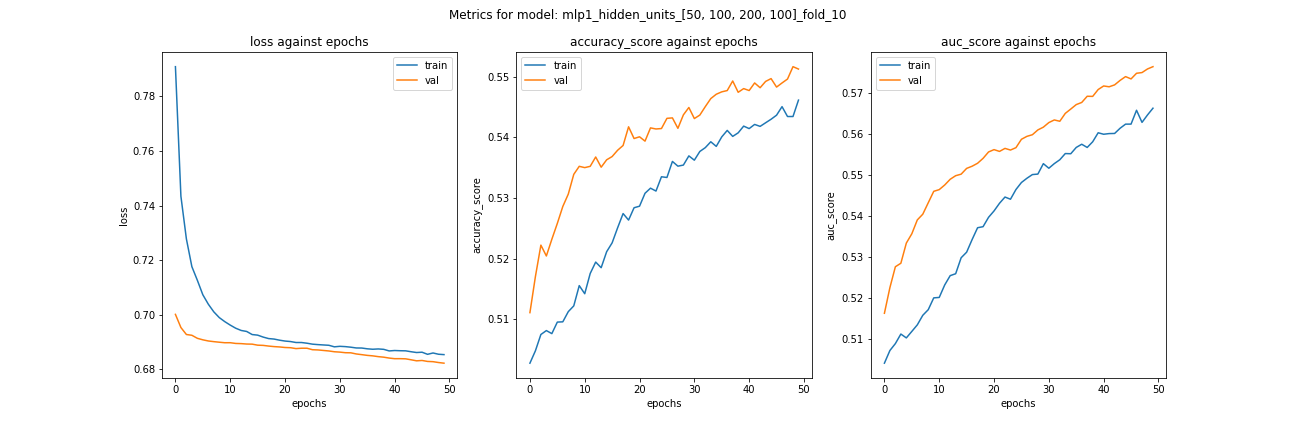 Metrics for model: mlp1_hidden_units_[50, 100, 200, 100]_fold_10
loss against epochs
train
val
loss
0.78
0.76
0.74
0.72
0.70
0.68
0
10
20
30
40
50
epochs
accuracy_score against epochs
train
val
accuracy_score
0.55
0.54
0.53
0.52
0.51
0
10
20
30
40
50
epochs
auc_score against epochs
train
val
auc_score
0.57
0.56
0.55
0.54
0.53
0.52
0.51
0
10
20
30
40
50
epochs